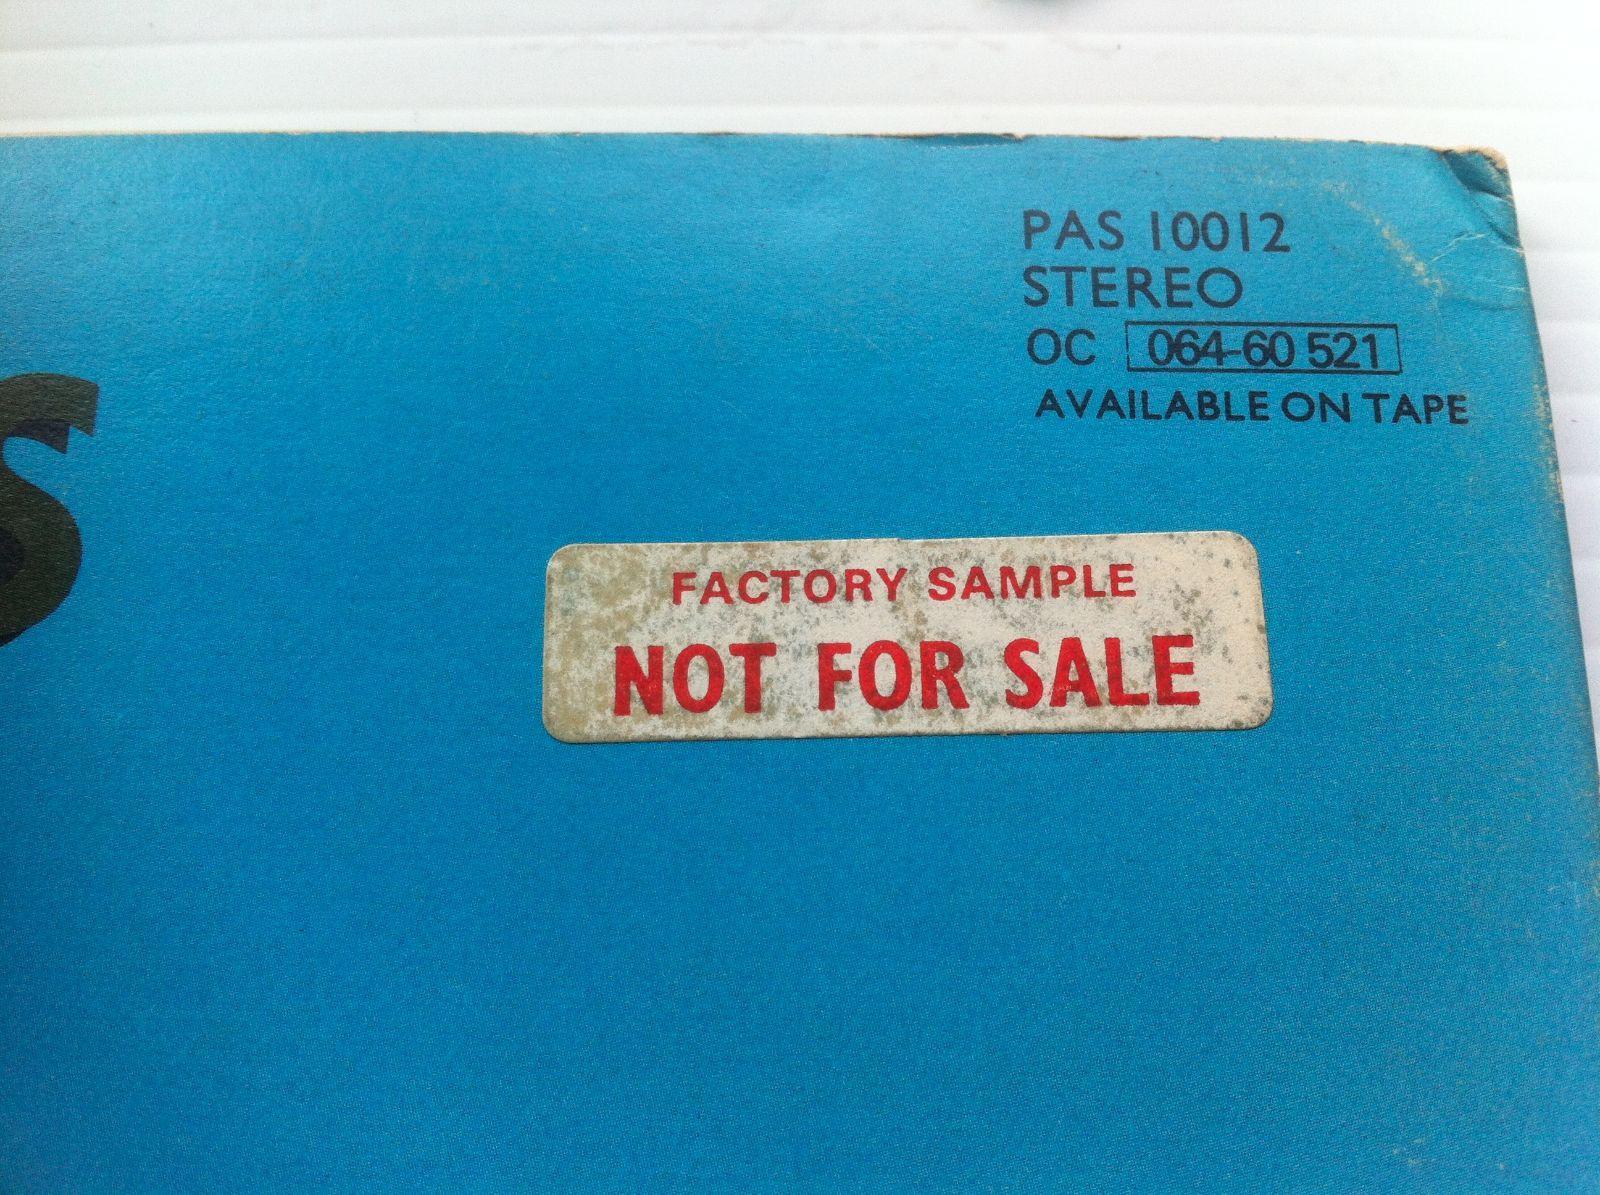 PAS 10012
STEREO
OC 064-60 521
AVAILABLE ON TAPE
S
FACTORY SAMPLE
NOT FOR SALE